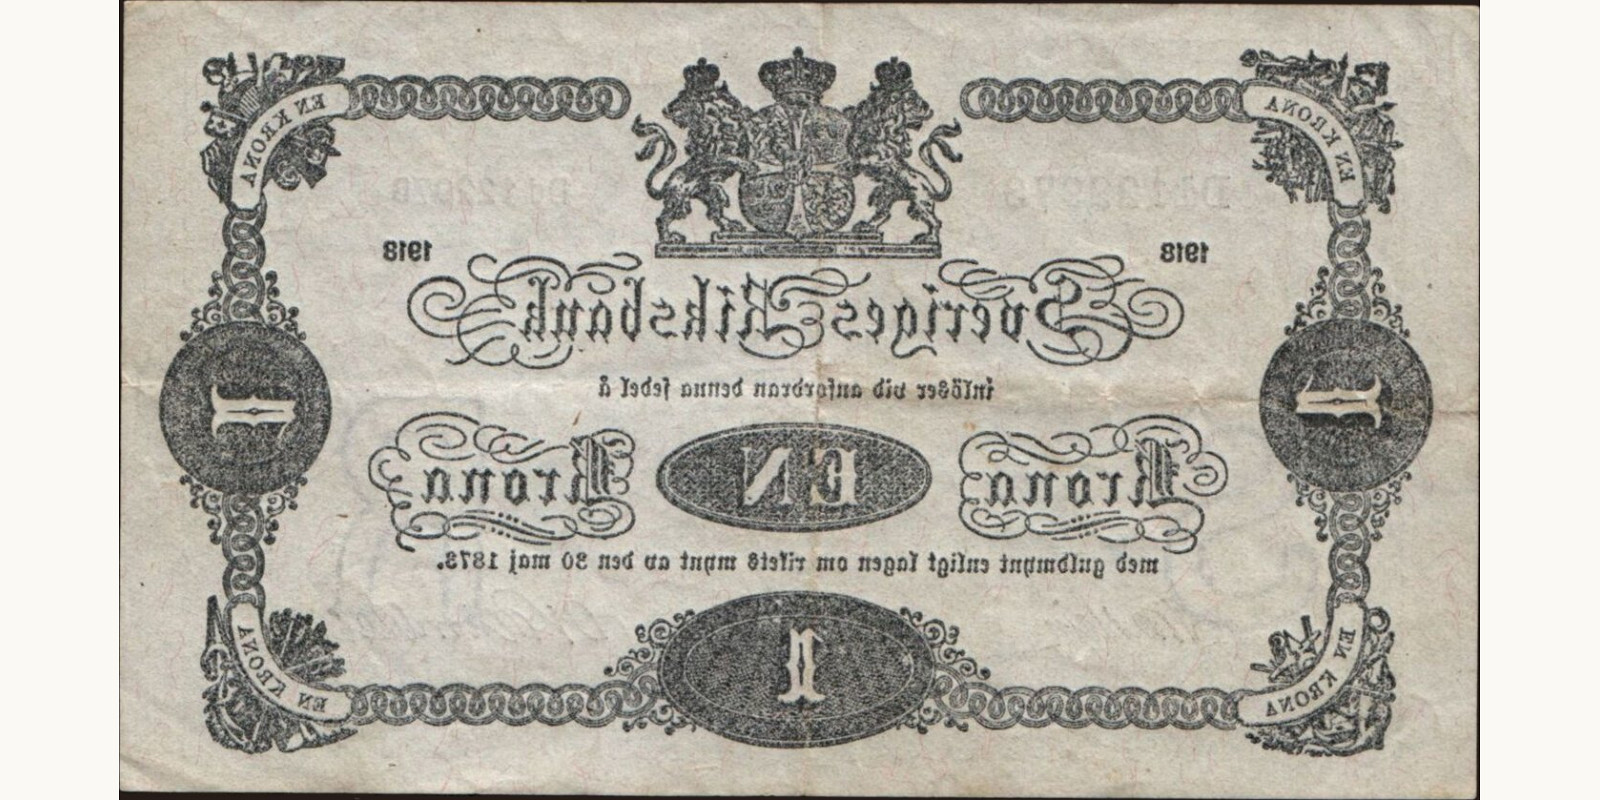 EN KRONA EN KRONA
1918 1918
Sveriges Riksbank
inlöser vid anfordran denna sedel å
1 Krona EN Krona 1
med guldmynt enligt lagen om rikets mynt av den 30 maj 1873.
EN KRONA 1 EN KRONA